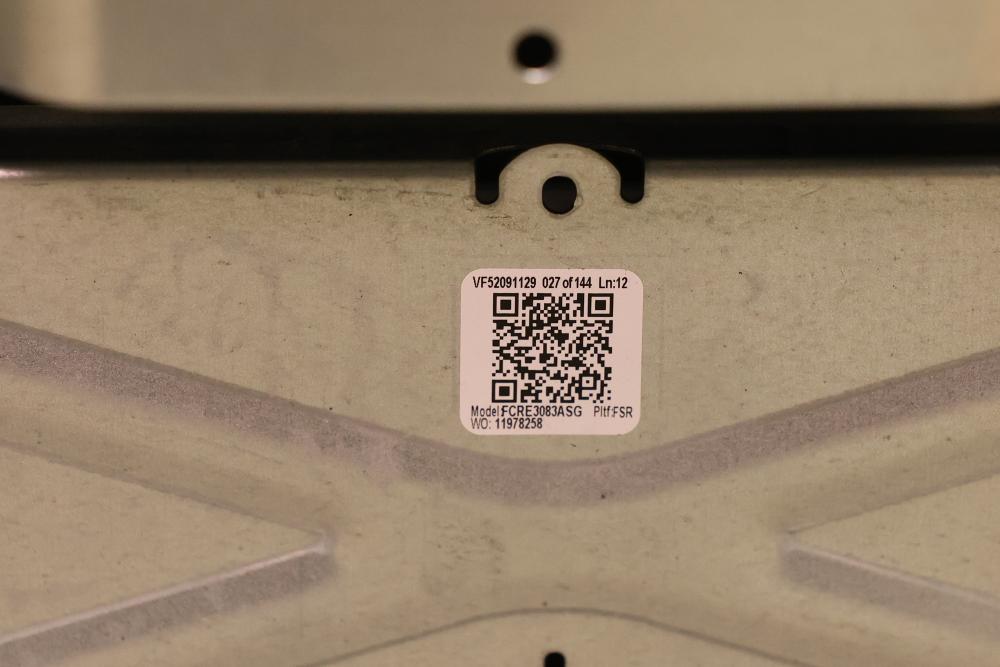 VF52091129 027 of 144 Ln:12
Model:FCRE3083ASG Pltf:FSR
WO: 11978258